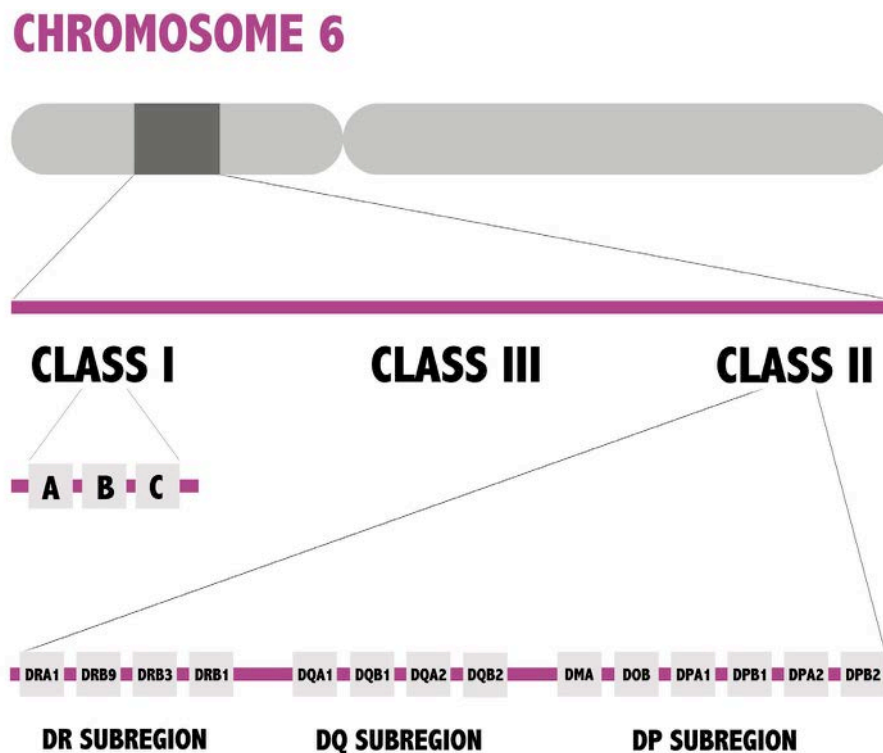 CHROMOSOME 6
CLASS I CLASS III CLASS II
A B C
DRA1 DRB9 DRB3 DRB1 DQA1 DQB1 DQA2 DQB2 DMA DOB DPA1 DPB1 DPA2 DPB2
DR SUBREGION DQ SUBREGION DP SUBREGION